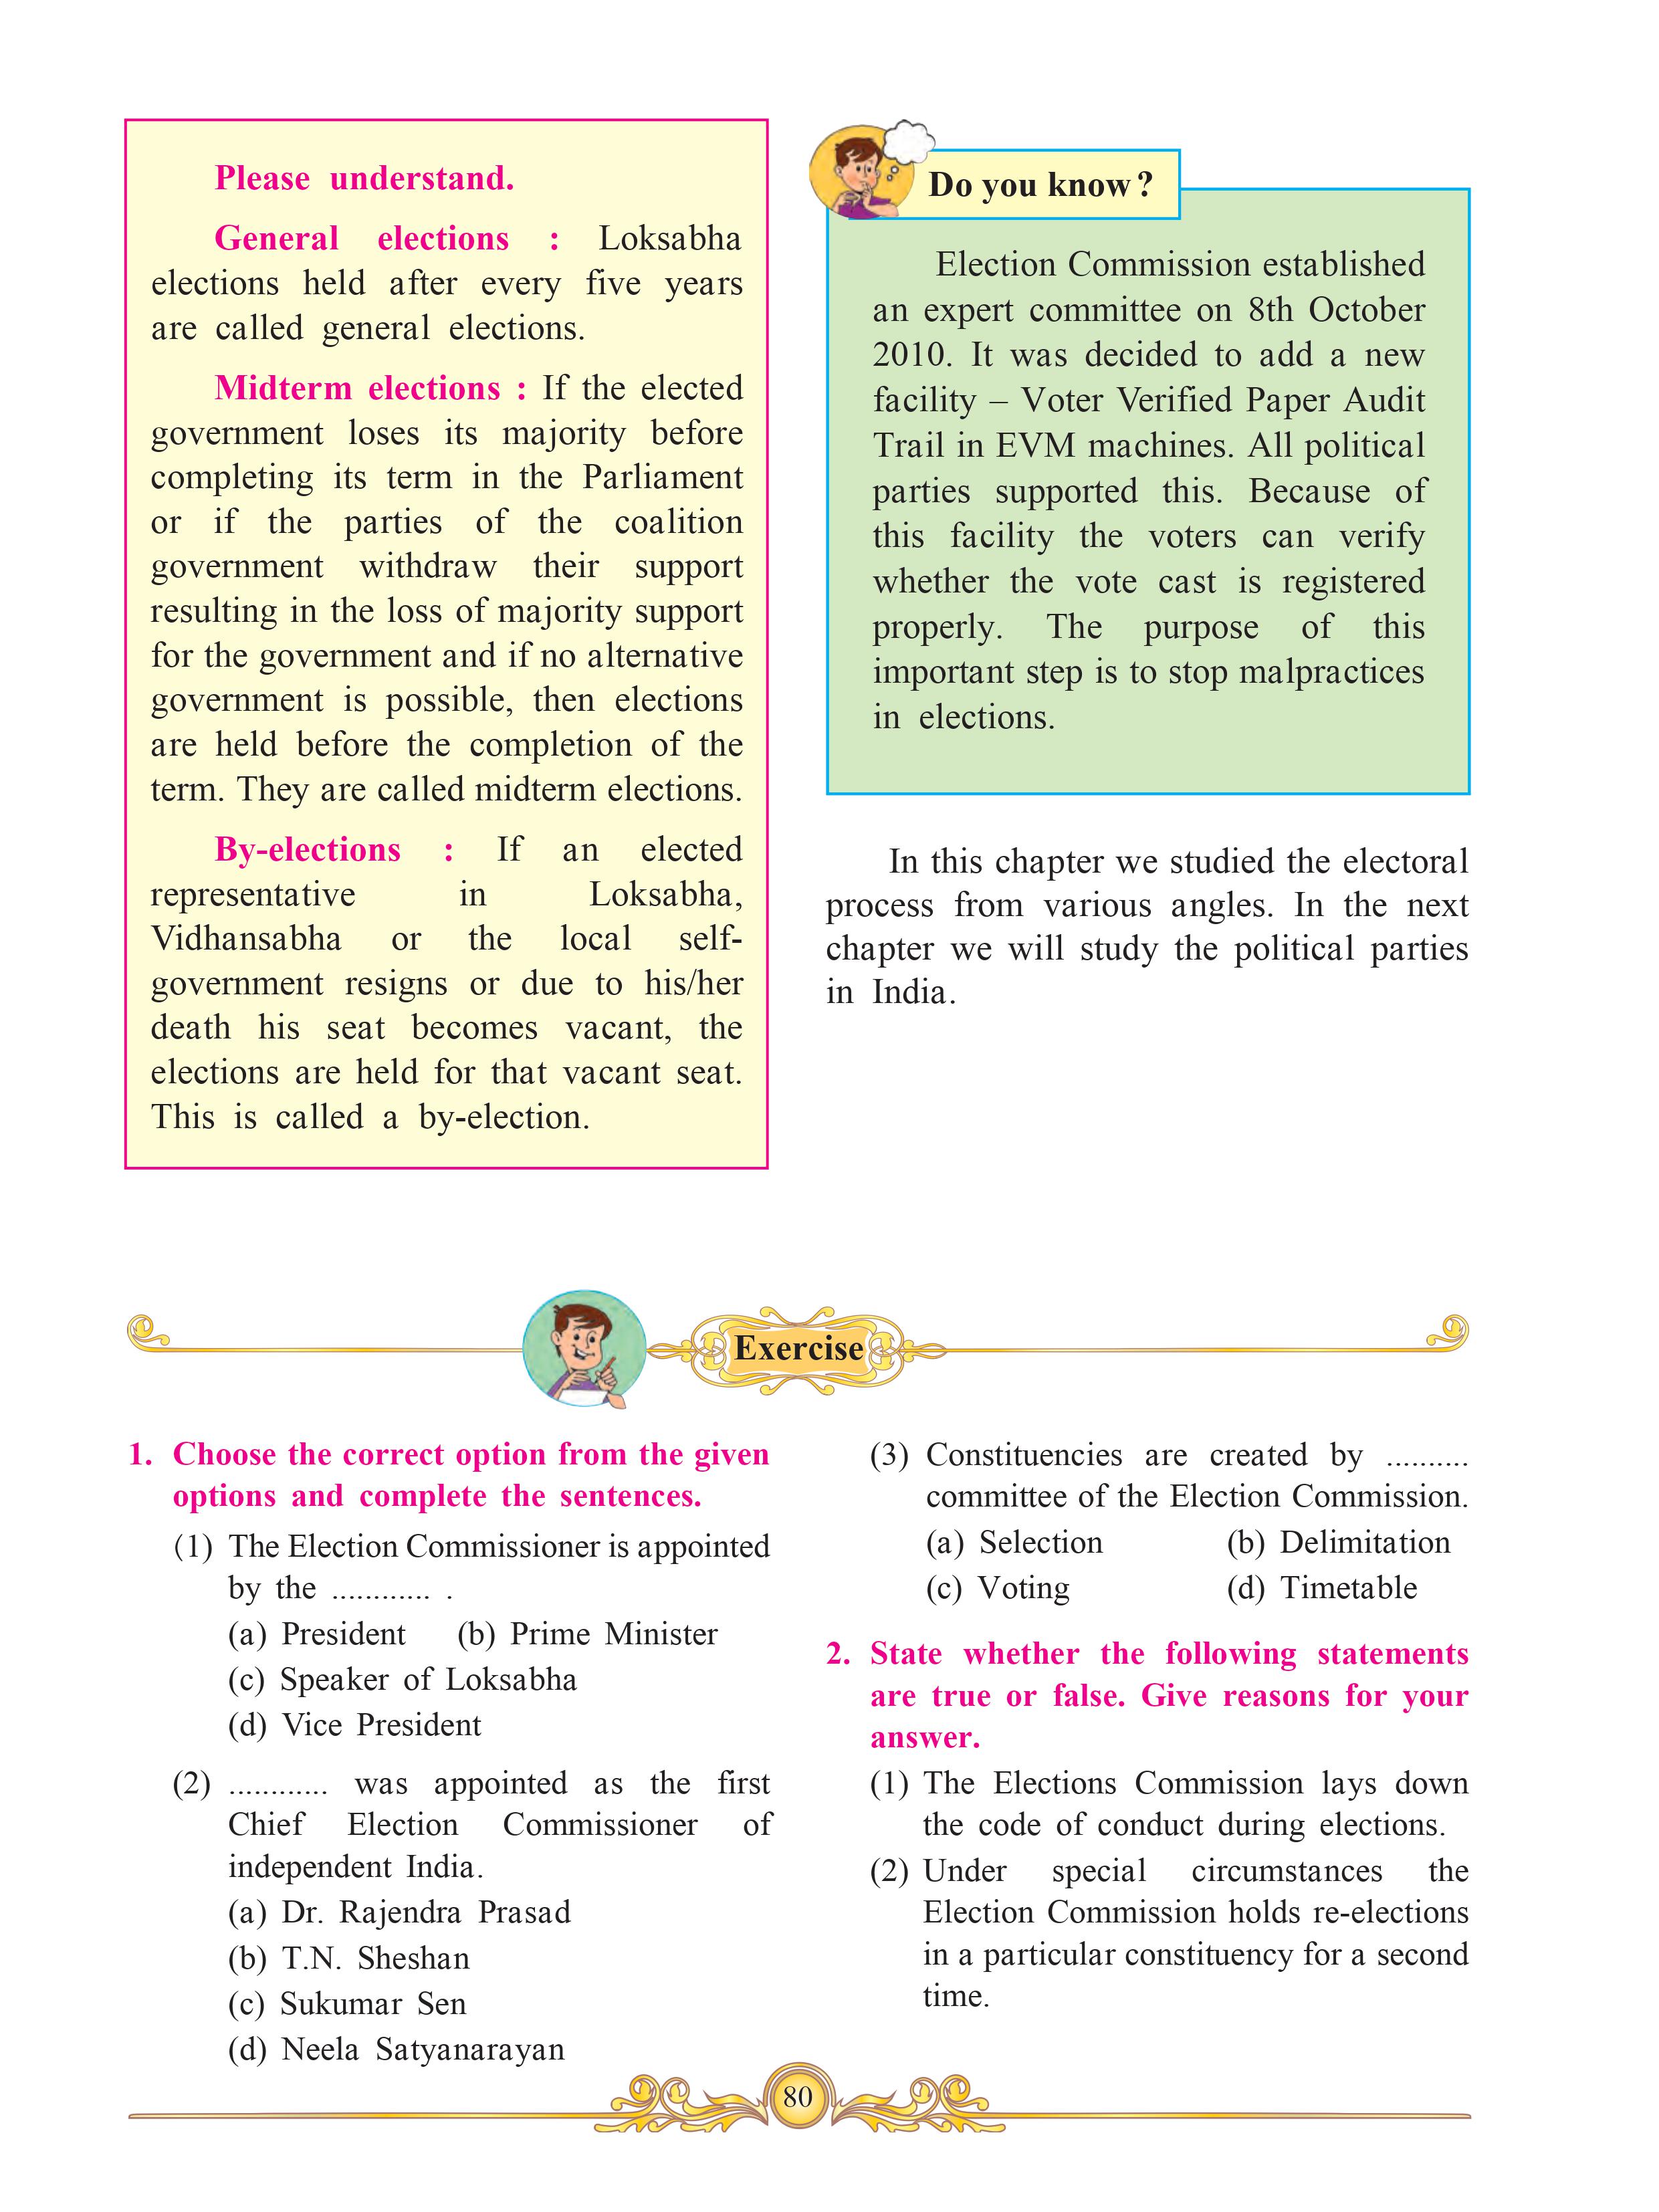 Please understand.
General elections : Loksabha
elections held after every five years
are called general elections.
Midterm elections : If the elected
government loses its majority before
completing its term in the Parliament
or if the parties of the coalition
government withdraw their support
resulting in the loss of majority support
for the government and if no alternative
government is possible, then elections
are held before the completion of the
term. They are called midterm elections.
By-elections : If an elected
representative in Loksabha,
Vidhansabha or the local self-
government resigns or due to his/her
death his seat becomes vacant, the
elections are held for that vacant seat.
This is called a by-election.
Do you know?
Election Commission established
an expert committee on 8th October
2010. It was decided to add a new
facility – Voter Verified Paper Audit
Trail in EVM machines. All political
parties supported this. Because of
this facility the voters can verify
whether the vote cast is registered
properly. The purpose of this
important step is to stop malpractices
in elections.
In this chapter we studied the electoral
process from various angles. In the next
chapter we will study the political parties
in India.
Exercise
1. Choose the correct option from the given
options and complete the sentences.
(1) The Election Commissioner is appointed
by the ............ .
(a) President (b) Prime Minister
(c) Speaker of Loksabha
(d) Vice President
(2) ............ was appointed as the first
Chief Election Commissioner of
independent India.
(a) Dr. Rajendra Prasad
(b) T.N. Sheshan
(c) Sukumar Sen
(d) Neela Satyanarayan
(3) Constituencies are created by ..........
committee of the Election Commission.
(a) Selection (b) Delimitation
(c) Voting (d) Timetable
2. State whether the following statements
are true or false. Give reasons for your
answer.
(1) The Elections Commission lays down
the code of conduct during elections.
(2) Under special circumstances the
Election Commission holds re-elections
in a particular constituency for a second
time.
80